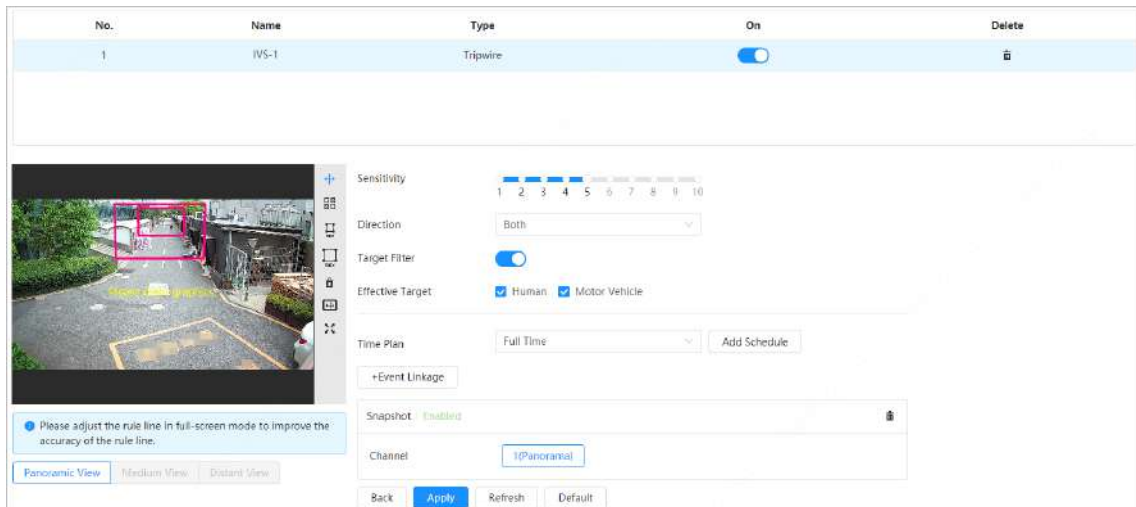 No. Name Type On Delete
1 IVS-1 Tripwire
Sensitivity
1 2 3 4 5 6 7 8 9 10
Direction Both
Target Filter
Effective Target Human Motor Vehicle
Time Plan Full Time Add Schedule
+Event Linkage
Snapshot Enabled
Please adjust the rule line in full-screen mode to improve the
accuracy of the rule line.
Channel 1(Panorama)
Panoramic View Medium View Distant View
Back Apply Refresh Default